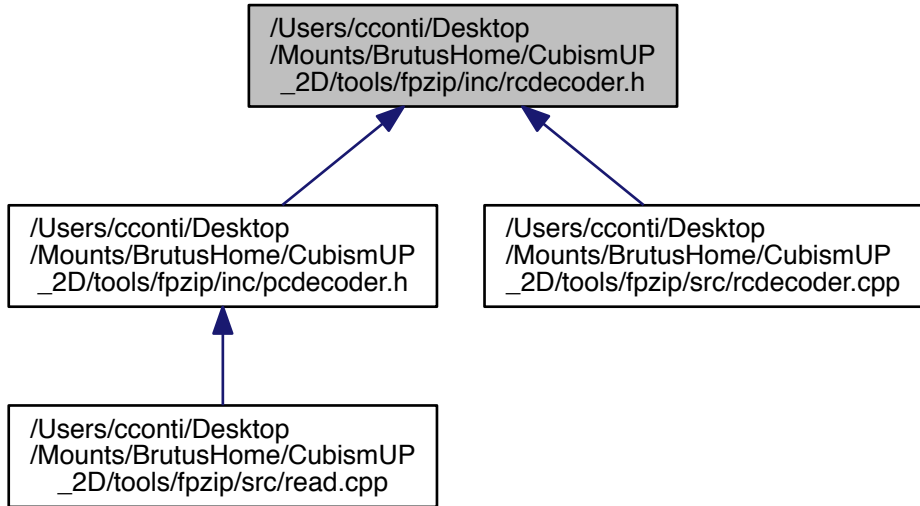 /Users/cconti/Desktop
/Mounts/BrutusHome/CubismUP
_2D/tools/fpzip/inc/rcdecoder.h
/Users/cconti/Desktop
/Mounts/BrutusHome/CubismUP
_2D/tools/fpzip/inc/pcdecoder.h
/Users/cconti/Desktop
/Mounts/BrutusHome/CubismUP
_2D/tools/fpzip/src/rcdecoder.cpp
/Users/cconti/Desktop
/Mounts/BrutusHome/CubismUP
_2D/tools/fpzip/src/read.cpp